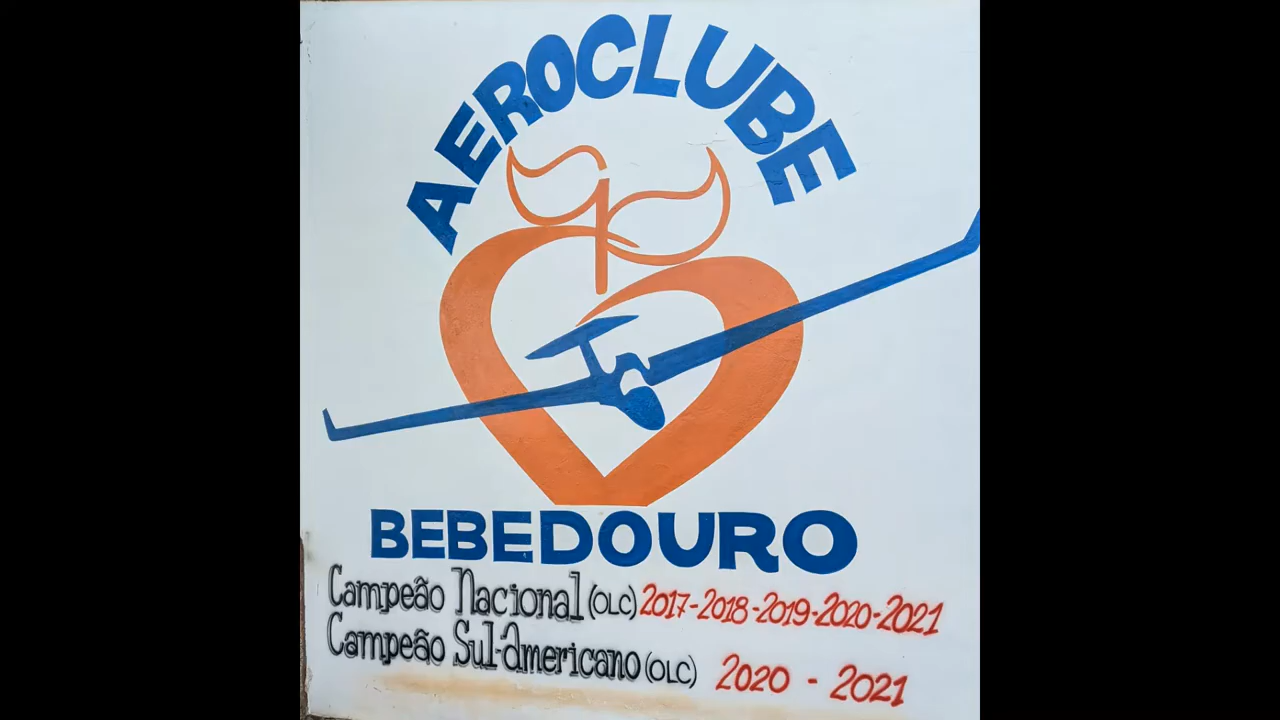 AEROCLUBE
BEBEDOURO
Campeão Nacional (OLC) 2017-2018-2019-2020-2021
Campeão Sul-Americano (OLC) 2020 - 2021